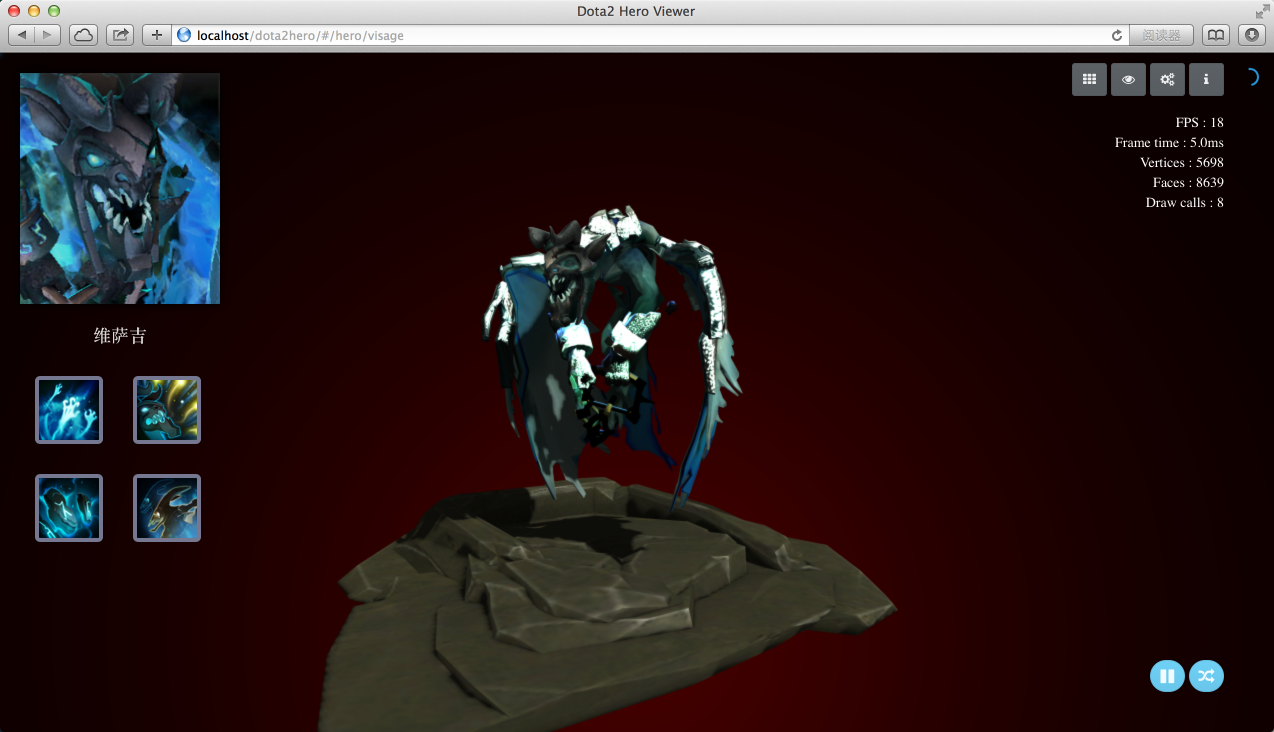 Dota2 Hero Viewer
localhost/dota2hero/#/hero/visage
阅读器
FPS : 18
Frame time : 5.0ms
Vertices : 5698
Faces : 8639
Draw calls : 8
维萨吉